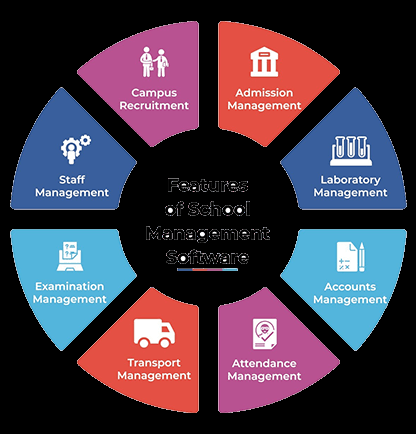 Campus
Recruitment
Admission
Management
Staff
Management
Laboratory
Management
Features
of School
Management
Software
Examination
Management
Accounts
Management
Transport
Management
Attendance
Management